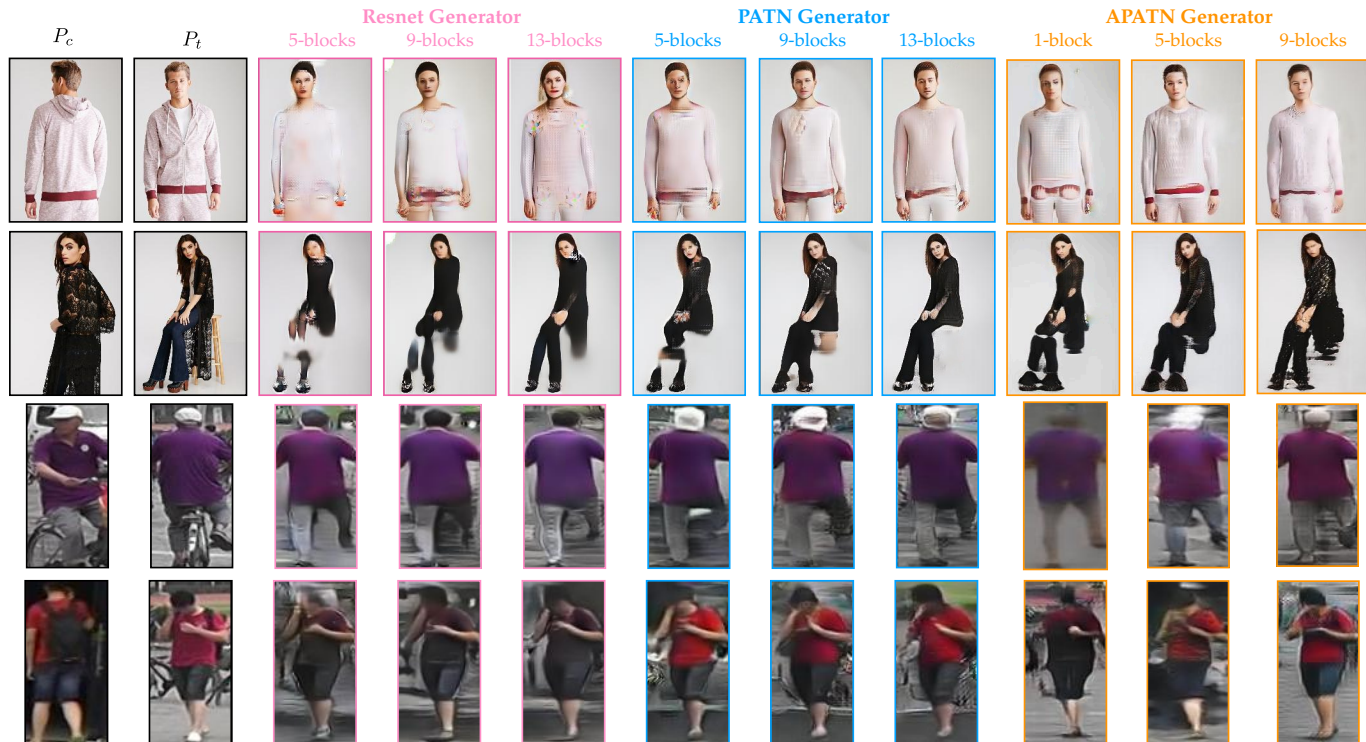 Resnet Generator PATN Generator APATN Generator
P_c P_t 5-blocks 9-blocks 13-blocks 5-blocks 9-blocks 13-blocks 1-block 5-blocks 9-blocks